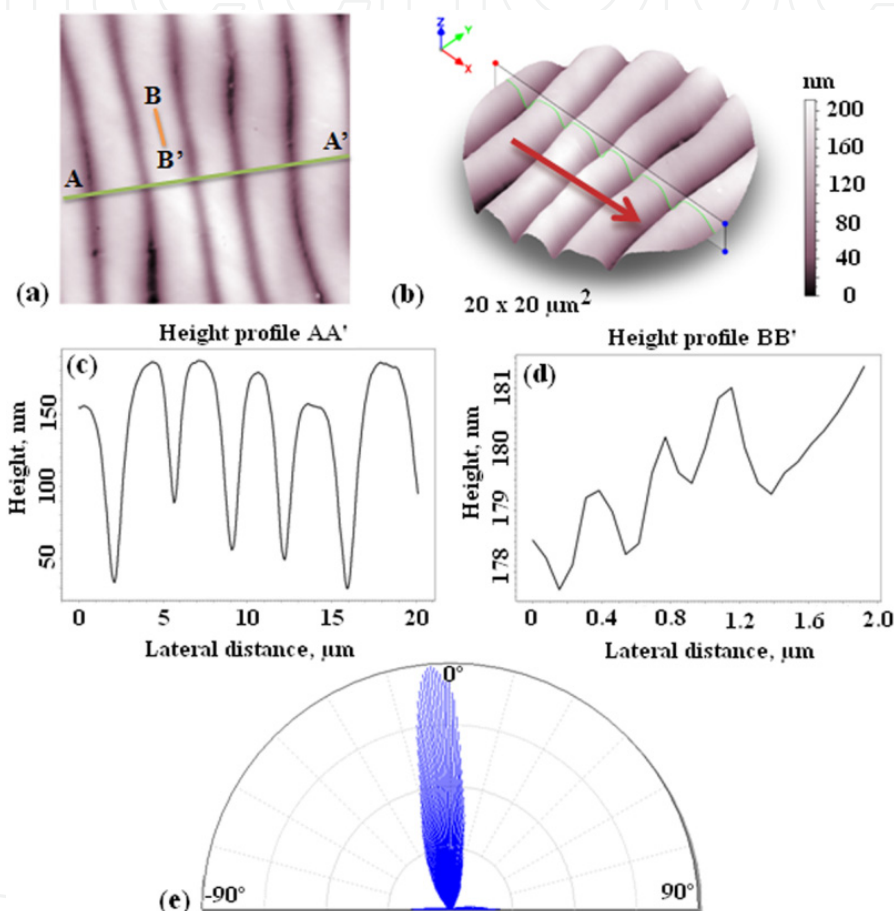 B
B'
A
A'
(a)
Z
Y
X
(b)
20 x 20 µm²
nm
200
160
120
80
40
0
Height profile AA'
(c)
Height, nm
150
100
50
0 5 10 15 20
Lateral distance, µm
Height profile BB'
(d)
Height, nm
181
180
179
178
0 0.4 0.8 1.2 1.6 2.0
Lateral distance, µm
0°
-90°
90°
(e)